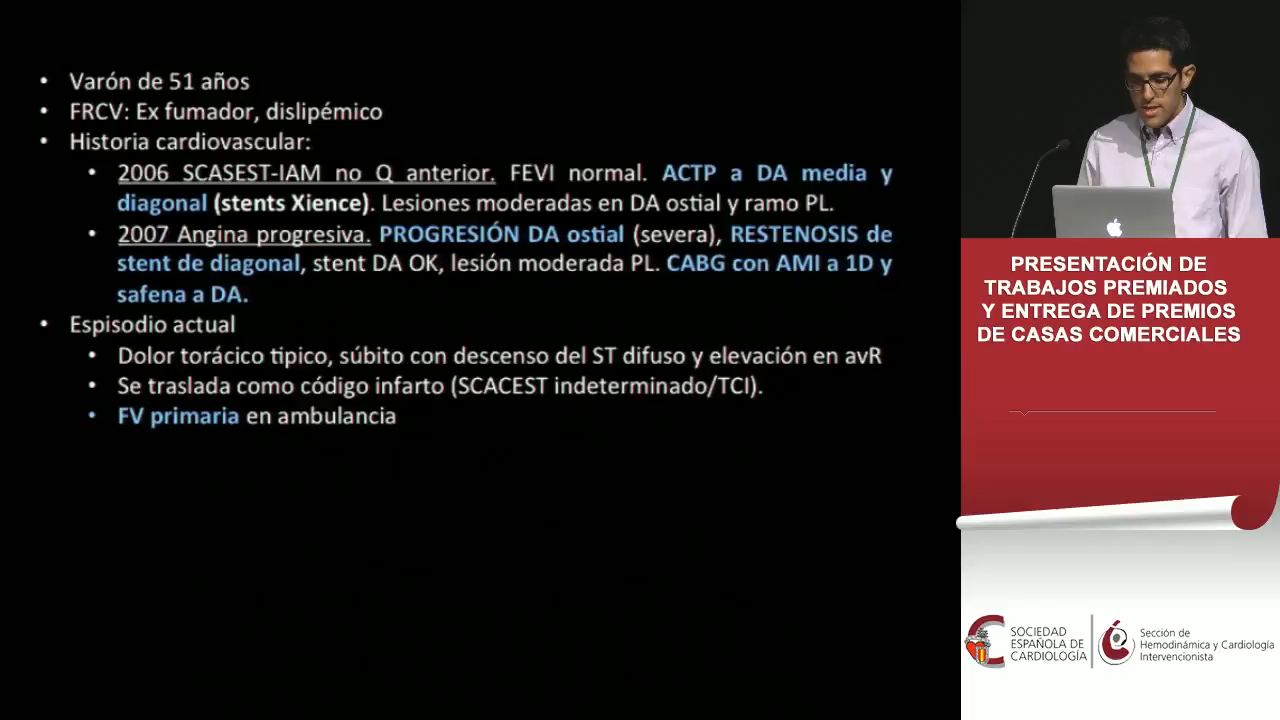 • Varón de 51 años
• FRCV: Ex fumador, dislipémico
• Historia cardiovascular:
• 2006 SCASEST-IAM no Q anterior. FEVI normal. ACTP a DA media y
diagonal (stents Xience). Lesiones moderadas en DA ostial y ramo PL.
• 2007 Angina progresiva. PROGRESIÓN DA ostial (severa), RESTENOSIS de
stent de diagonal, stent DA OK, lesión moderada PL. CABG con AMI a 1D y
safena a DA.
• Espisodio actual
• Dolor torácico típico, súbito con descenso del ST difuso y elevación en avR
• Se traslada como código infarto (SCACEST indeterminado/TCI).
• FV primaria en ambulancia
PRESENTACIÓN DE
TRABAJOS PREMIADOS
Y ENTREGA DE PREMIOS
DE CASAS COMERCIALES
SOCIEDAD
ESPAÑOLA DE
CARDIOLOGÍA
Sección de
Hemodinámica y Cardiología
Intervencionista